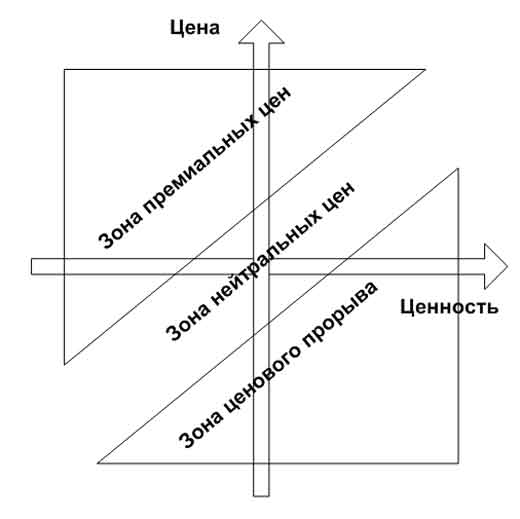 Цена
Зона премиальных цен
Зона нейтральных цен
Зона ценового прорыва
Ценность